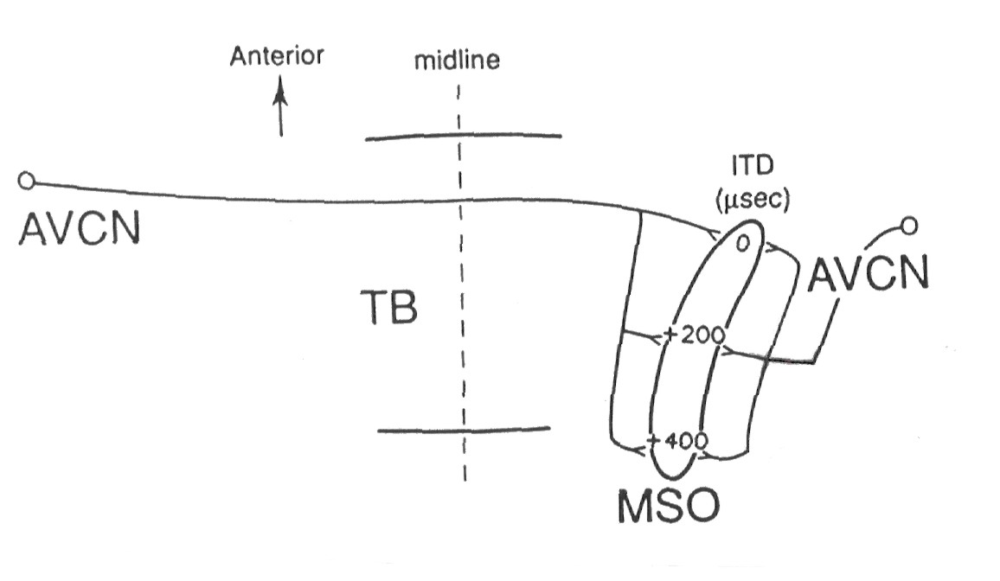 Anterior
midline
ITD
(μsec)
0
AVCN
AVCN
TB
+200
+400
MSO